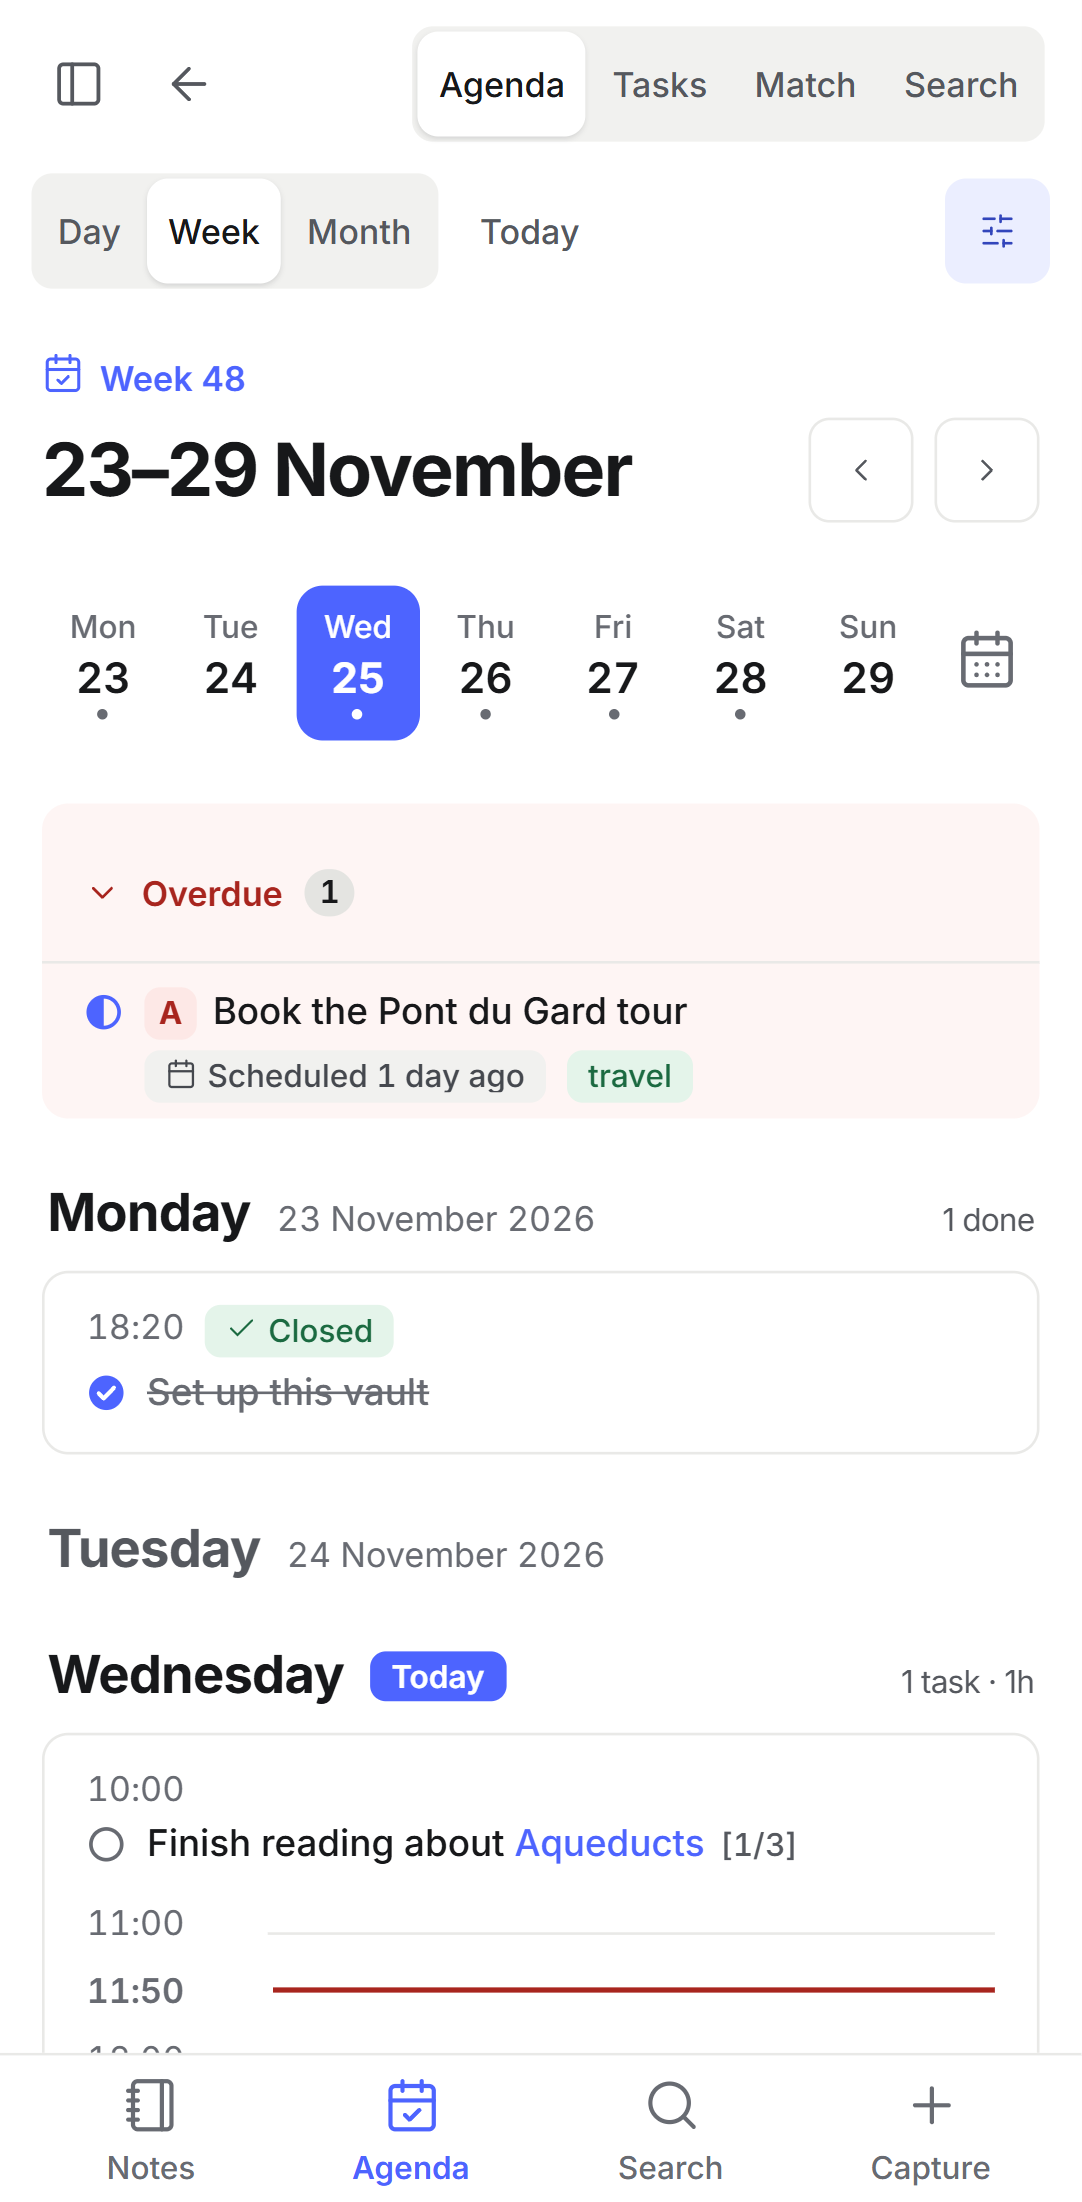 Agenda Tasks Match Search
Day Week Month Today
Week 48
23–29 November
Mon Tue Wed Thu Fri Sat Sun
23 24 25 26 27 28 29
Overdue 1
A Book the Pont du Gard tour
Scheduled 1 day ago travel
Monday 23 November 2026 1 done
18:20 Closed
Set up this vault
Tuesday 24 November 2026
Wednesday Today 1 task · 1h
10:00
Finish reading about Aqueducts [1/3]
11:00
11:50
Notes Agenda Search Capture